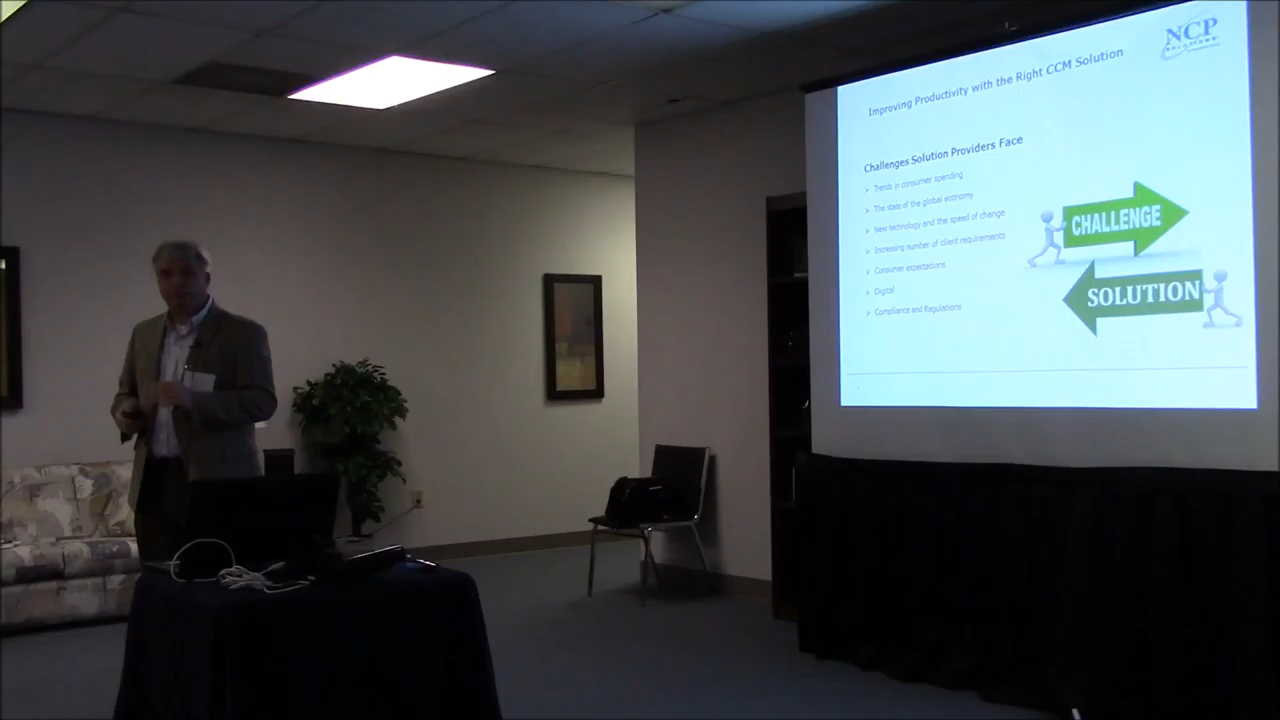 NCP
SOLUTIONS
Improving Productivity with the Right CCM Solution
Challenges Solution Providers Face
Trends in consumer spending
The state of the global economy
New technology and the speed of change
Increasing number of client requirements
Consumer expectations
Digital
Compliance and Regulations
CHALLENGE
SOLUTION